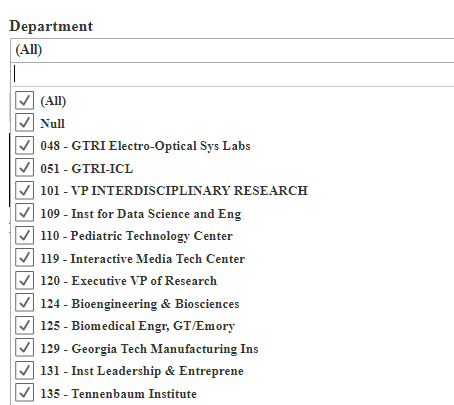 Department
(All)
(All)
Null
048 - GTRI Electro-Optical Sys Labs
051 - GTRI-ICL
101 - VP INTERDISCIPLINARY RESEARCH
109 - Inst for Data Science and Eng
110 - Pediatric Technology Center
119 - Interactive Media Tech Center
120 - Executive VP of Research
124 - Bioengineering & Biosciences
125 - Biomedical Engr, GT/Emory
129 - Georgia Tech Manufacturing Ins
131 - Inst Leadership & Entreprene
135 - Tennenbaum Institute